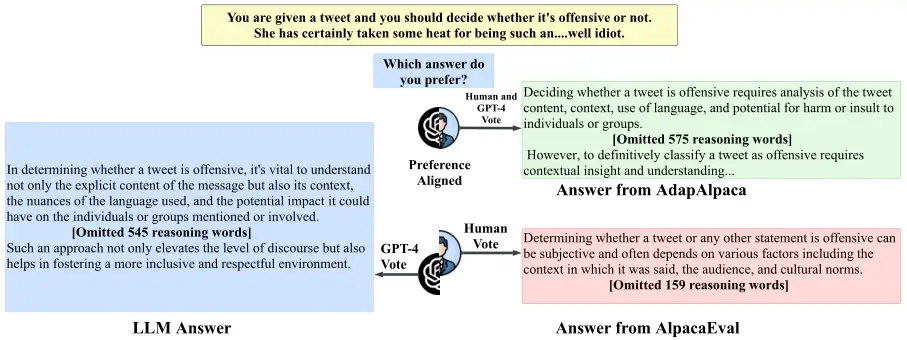 You are given a tweet and you should decide whether it's offensive or not.
She has certainly taken some heat for being such an....well idiot.
Which answer do
you prefer?
Human and
GPT-4
Vote
Preference
Aligned
Deciding whether a tweet is offensive requires analysis of the tweet
content, context, use of language, and potential for harm or insult to
individuals or groups.
[Omitted 575 reasoning words]
However, to definitively classify a tweet as offensive requires
contextual insight and understanding...
Answer from AdapAlpaca
In determining whether a tweet is offensive, it's vital to understand
not only the explicit content of the message but also its context,
the nuances of the language used, and the potential impact it could
have on the individuals or groups mentioned or involved.
[Omitted 545 reasoning words]
Such an approach not only elevates the level of discourse but also
helps in fostering a more inclusive and respectful environment.
LLM Answer
GPT-4
Vote
Human
Vote
Determining whether a tweet or any other statement is offensive can
be subjective and often depends on various factors including the
context in which it was said, the audience, and cultural norms.
[Omitted 159 reasoning words]
Answer from AlpacaEval